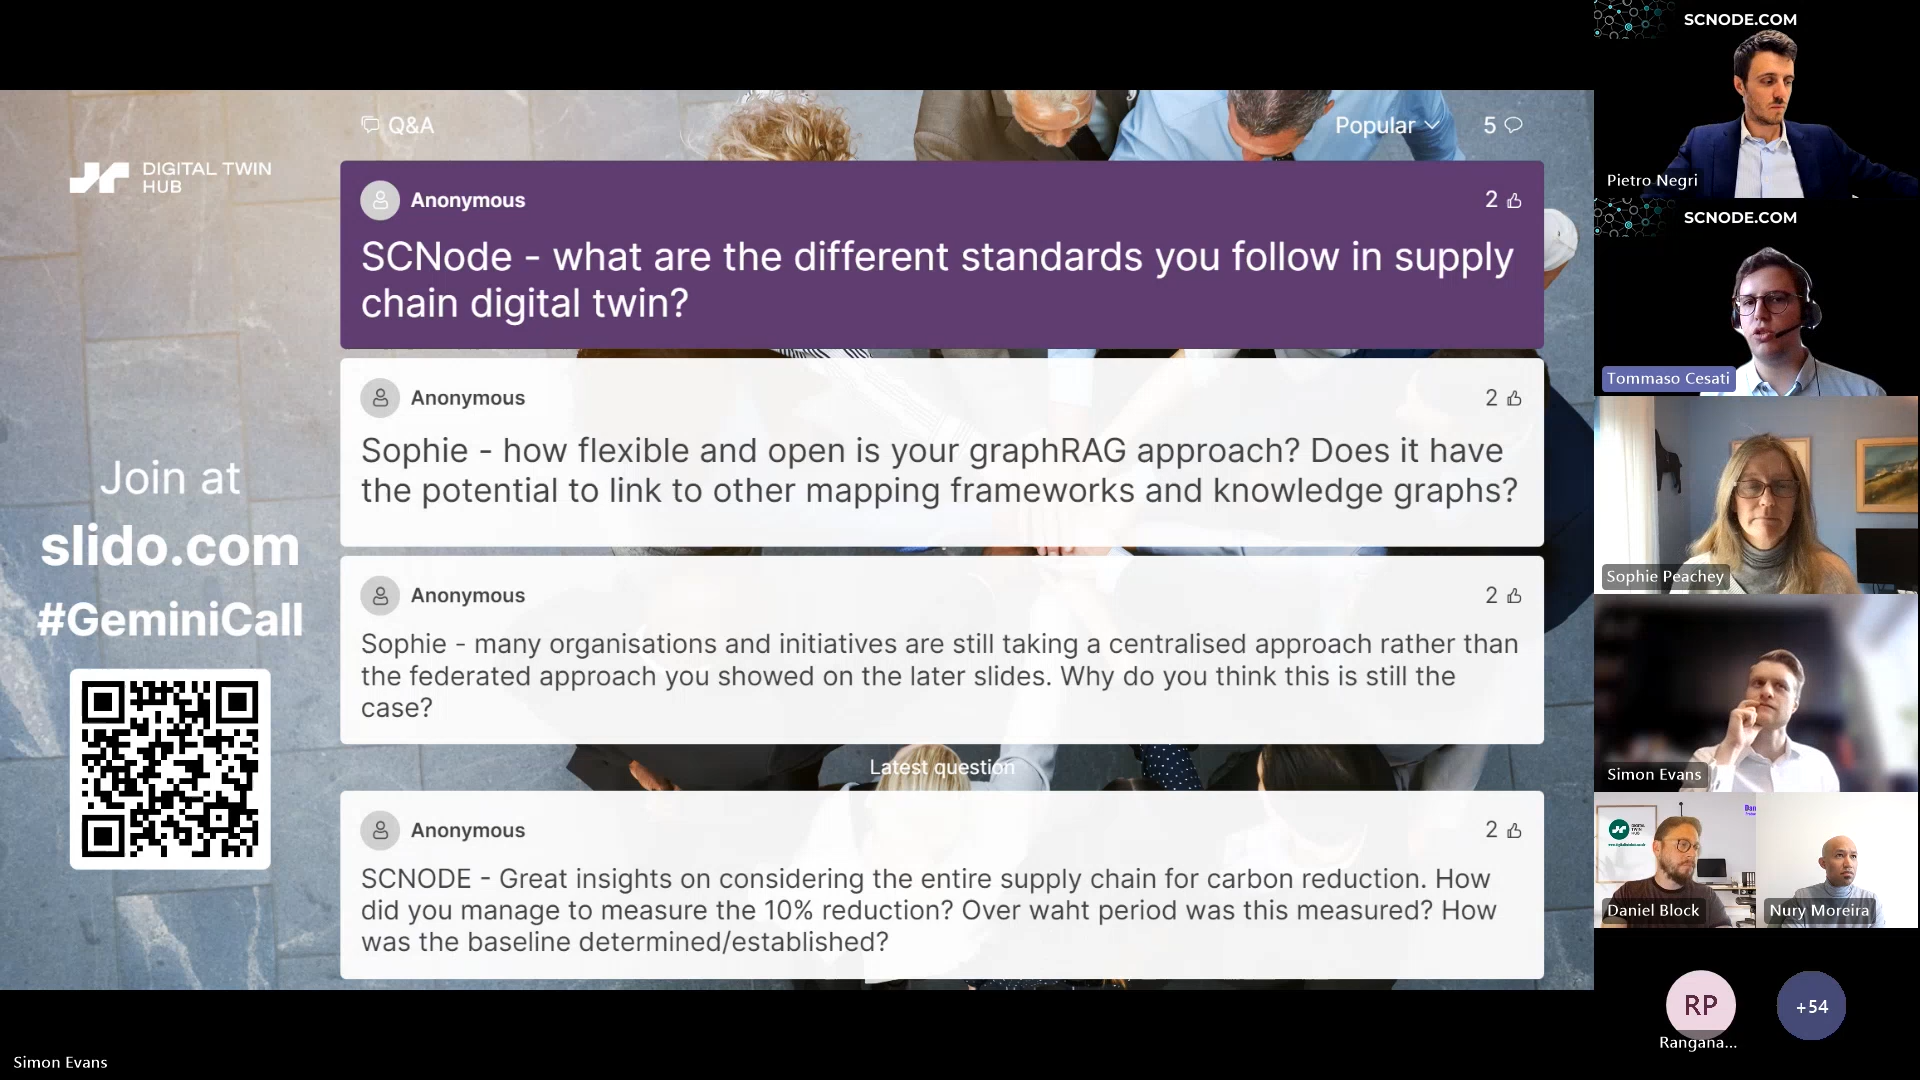 Q&A
Popular
5
DIGITAL TWIN
HUB
Anonymous
2
SCNode - what are the different standards you follow in supply
chain digital twin?
Anonymous
2
Sophie - how flexible and open is your graphRAG approach? Does it have
the potential to link to other mapping frameworks and knowledge graphs?
Anonymous
2
Sophie - many organisations and initiatives are still taking a centralised approach rather than
the federated approach you showed on the later slides. Why do you think this is still the
case?
Latest question
Anonymous
2
SCNODE - Great insights on considering the entire supply chain for carbon reduction. How
did you manage to measure the 10% reduction? Over waht period was this measured? How
was the baseline determined/established?
Join at
slido.com
#GeminiCall
Simon Evans
SCNODE.COM
Pietro Negri
SCNODE.COM
Tommaso Cesati
Sophie Peachey
Simon Evans
DIGITAL
TWIN
HUB
Daniel Block
Nury Moreira
RP
Rangana...
+54